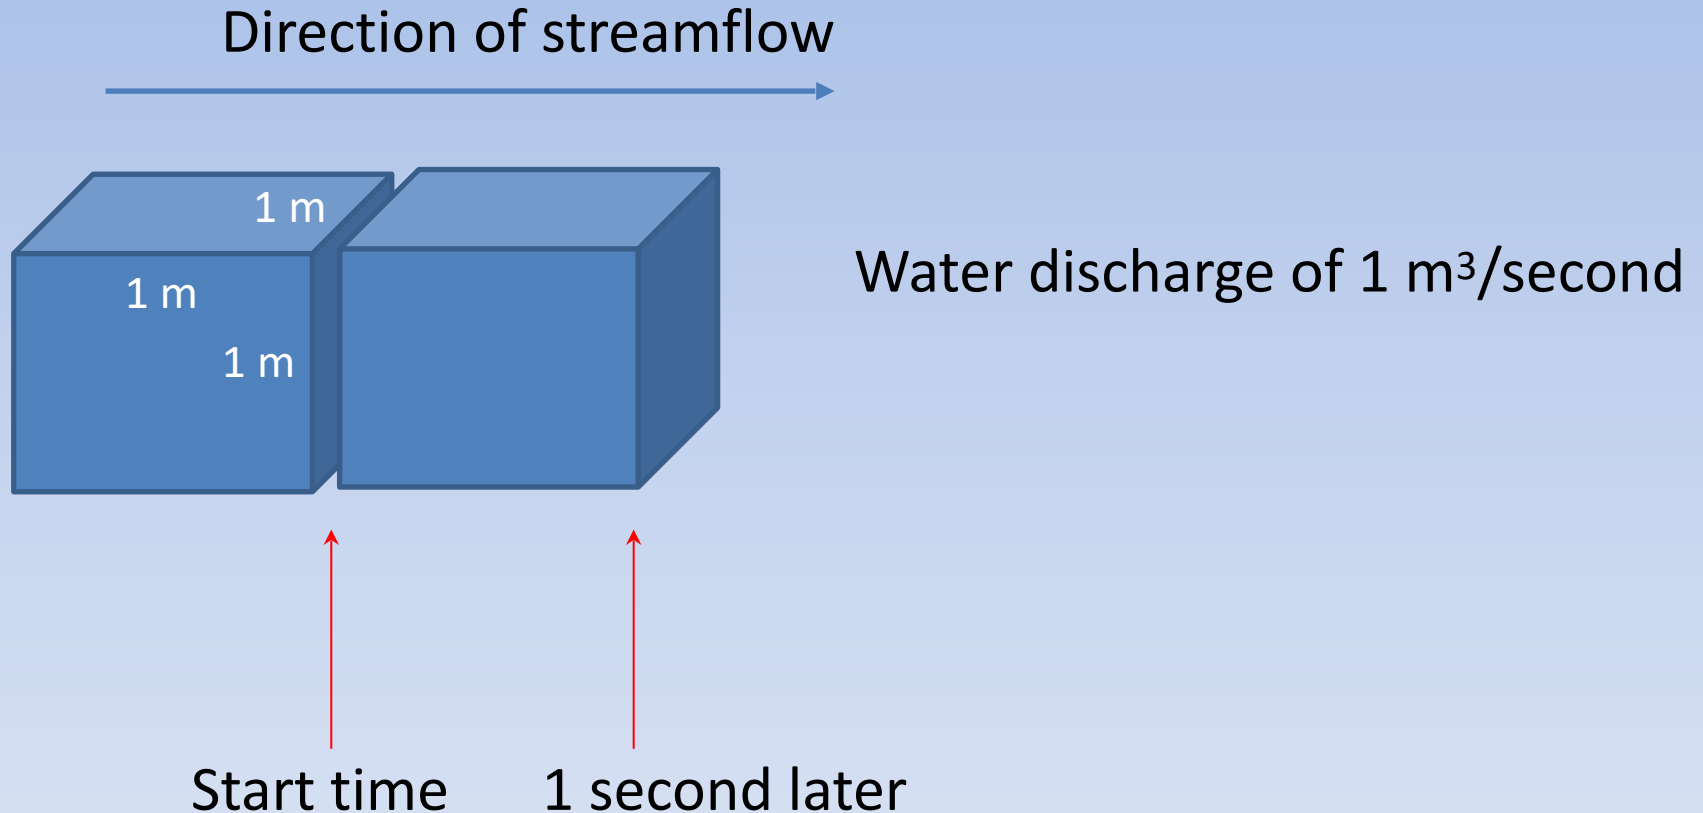 Direction of streamflow
1 m
1 m
1 m
Water discharge of 1 m³/second
Start time
1 second later